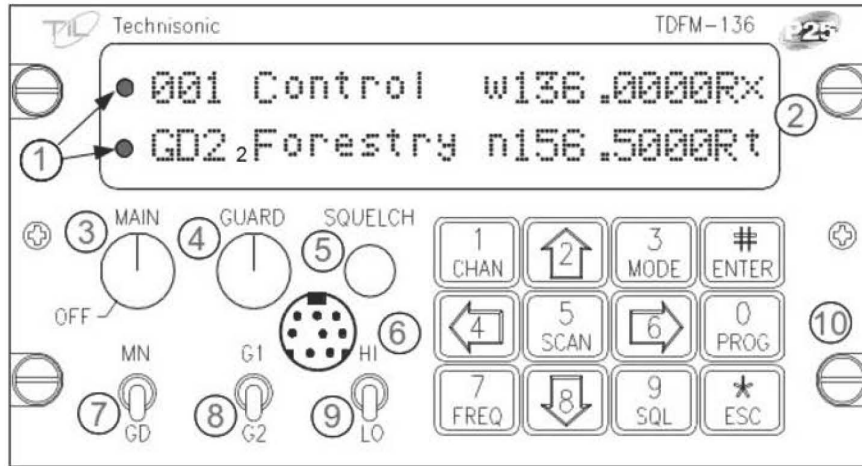 TiL Technisonic TDFM-136 P25
001 Control w136.0000Rx
GD2 2 Forestry n156.5000Rt
1
2
3 MAIN 4 GUARD SQUELCH
5
OFF
6
MN G1 HI
7 8 9
GD G2 LO
1 CHAN 2 3 MODE # ENTER
4 5 SCAN 6 0 PROG
7 FREQ 8 9 SQL * ESC
10